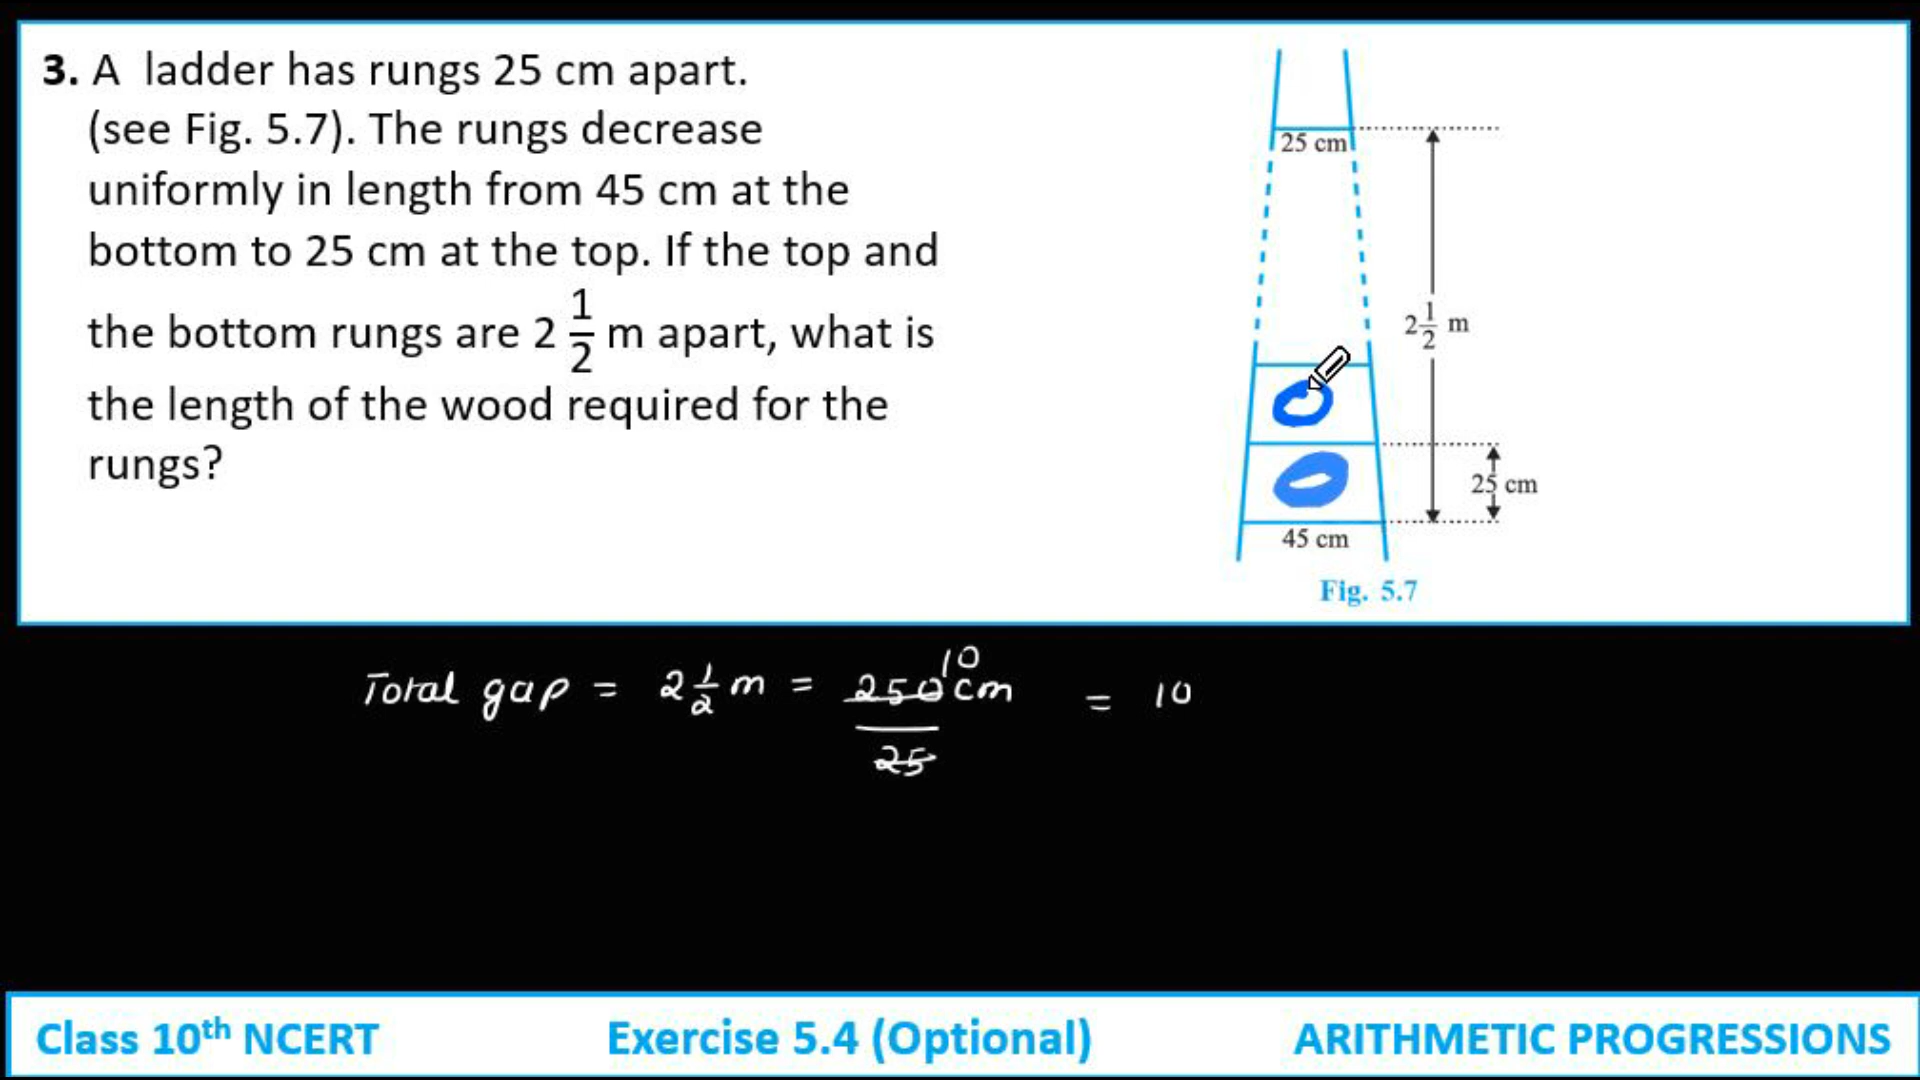 3. A ladder has rungs 25 cm apart.
(see Fig. 5.7). The rungs decrease
uniformly in length from 45 cm at the
bottom to 25 cm at the top. If the top and
the bottom rungs are 2 1/2 m apart, what is
the length of the wood required for the
rungs?
25 cm
2 1/2 m
25 cm
45 cm
Fig. 5.7
Total gap = 2 1/2 m = 250 cm / 25 = 10
10
Class 10th NCERT
Exercise 5.4 (Optional)
ARITHMETIC PROGRESSIONS